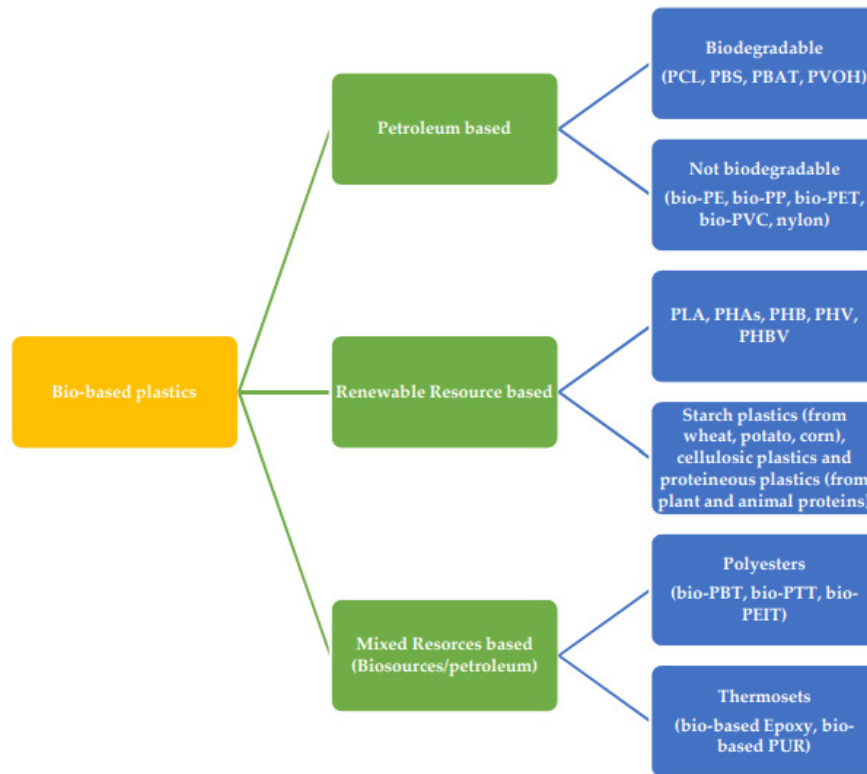 Bio-based plastics
Petroleum based
Biodegradable
(PCL, PBS, PBAT, PVOH)
Not biodegradable
(bio-PE, bio-PP, bio-PET,
bio-PVC, nylon)
Renewable Resource based
PLA, PHAs, PHB, PHV,
PHBV
Starch plastics (from
wheat, potato, corn),
cellulosic plastics and
proteineous plastics (from
plant and animal proteins)
Mixed Resorces based
(Biosources/petroleum)
Polyesters
(bio-PBT, bio-PTT, bio-
PEIT)
Thermosets
(bio-based Epoxy, bio-
based PUR)